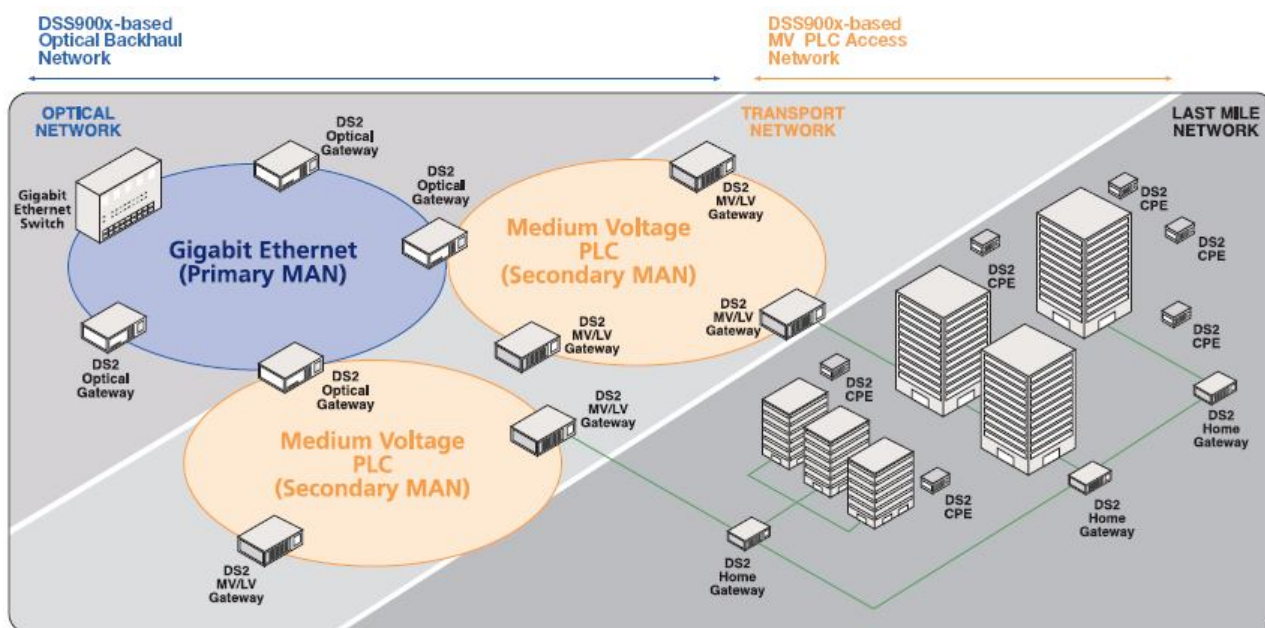 DSS900x-based
Optical Backhaul
Network
DSS900x-based
MV PLC Access
Network
OPTICAL
NETWORK
TRANSPORT
NETWORK
LAST MILE
NETWORK
DS2
Optical
Gateway
Gigabit
Ethernet
Switch
DS2
Optical
Gateway
Gigabit Ethernet
(Primary MAN)
DS2
Optical
Gateway
DS2
Optical
Gateway
Medium Voltage
PLC
(Secondary MAN)
DS2
MV/LV
Gateway
DS2
MV/LV
Gateway
DS2
MV/LV
Gateway
Medium Voltage
PLC
(Secondary MAN)
DS2
MV/LV
Gateway
DS2
MV/LV
Gateway
DS2
CPE
DS2
CPE
DS2
CPE
DS2
CPE
DS2
CPE
DS2
CPE
DS2
Home
Gateway
DS2
Home
Gateway
DS2
Home
Gateway